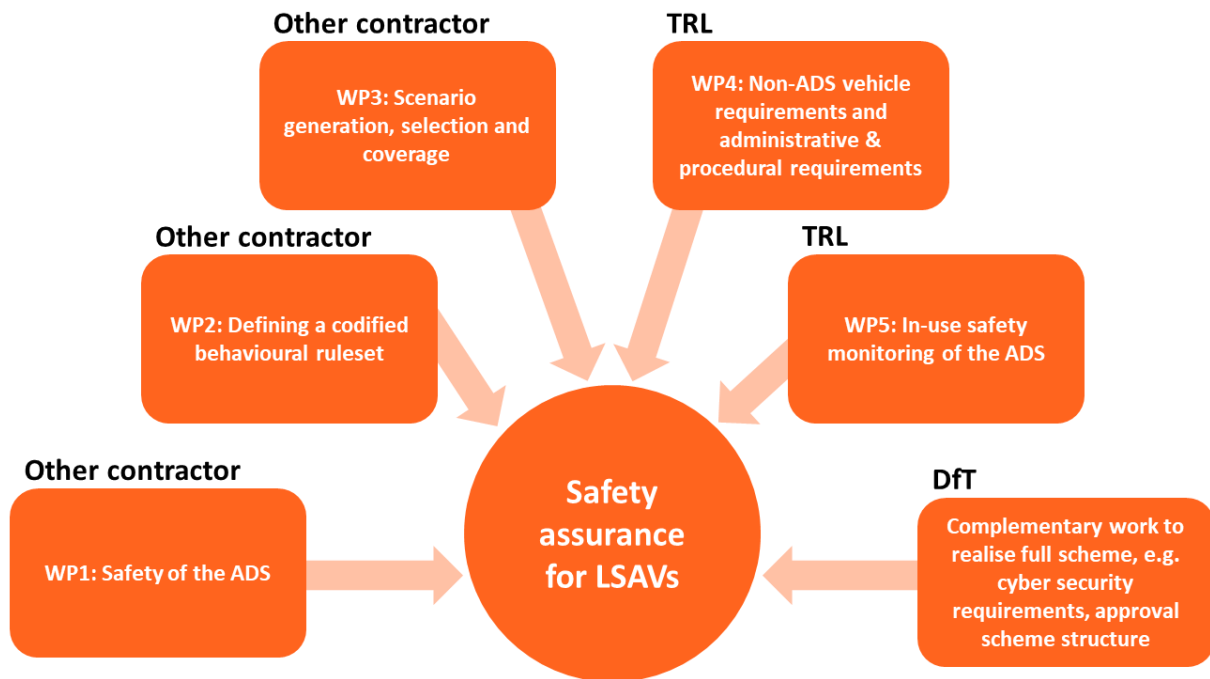 Other contractor
WP3: Scenario
generation, selection and
coverage
TRL
WP4: Non-ADS vehicle
requirements and
administrative &
procedural requirements
Other contractor
WP2: Defining a codified
behavioural ruleset
TRL
WP5: In-use safety
monitoring of the ADS
Other contractor
WP1: Safety of the ADS
Safety
assurance
for LSAVs
DfT
Complementary work to
realise full scheme, e.g.
cyber security
requirements, approval
scheme structure